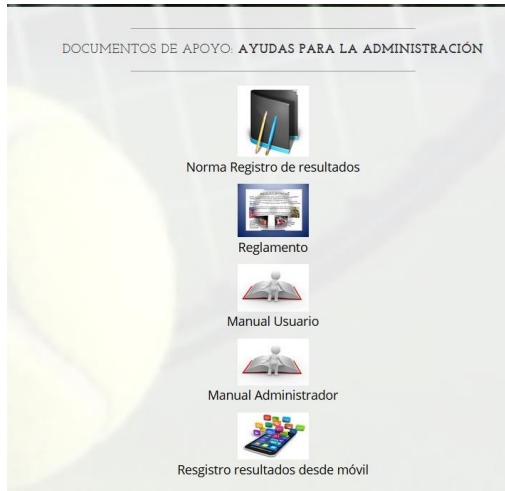 DOCUMENTOS DE APOYO: AYUDAS PARA LA ADMINISTRACIÓN
Norma Registro de resultados
Reglamento
Manual Usuario
Manual Administrador
Resgistro resultados desde móvil